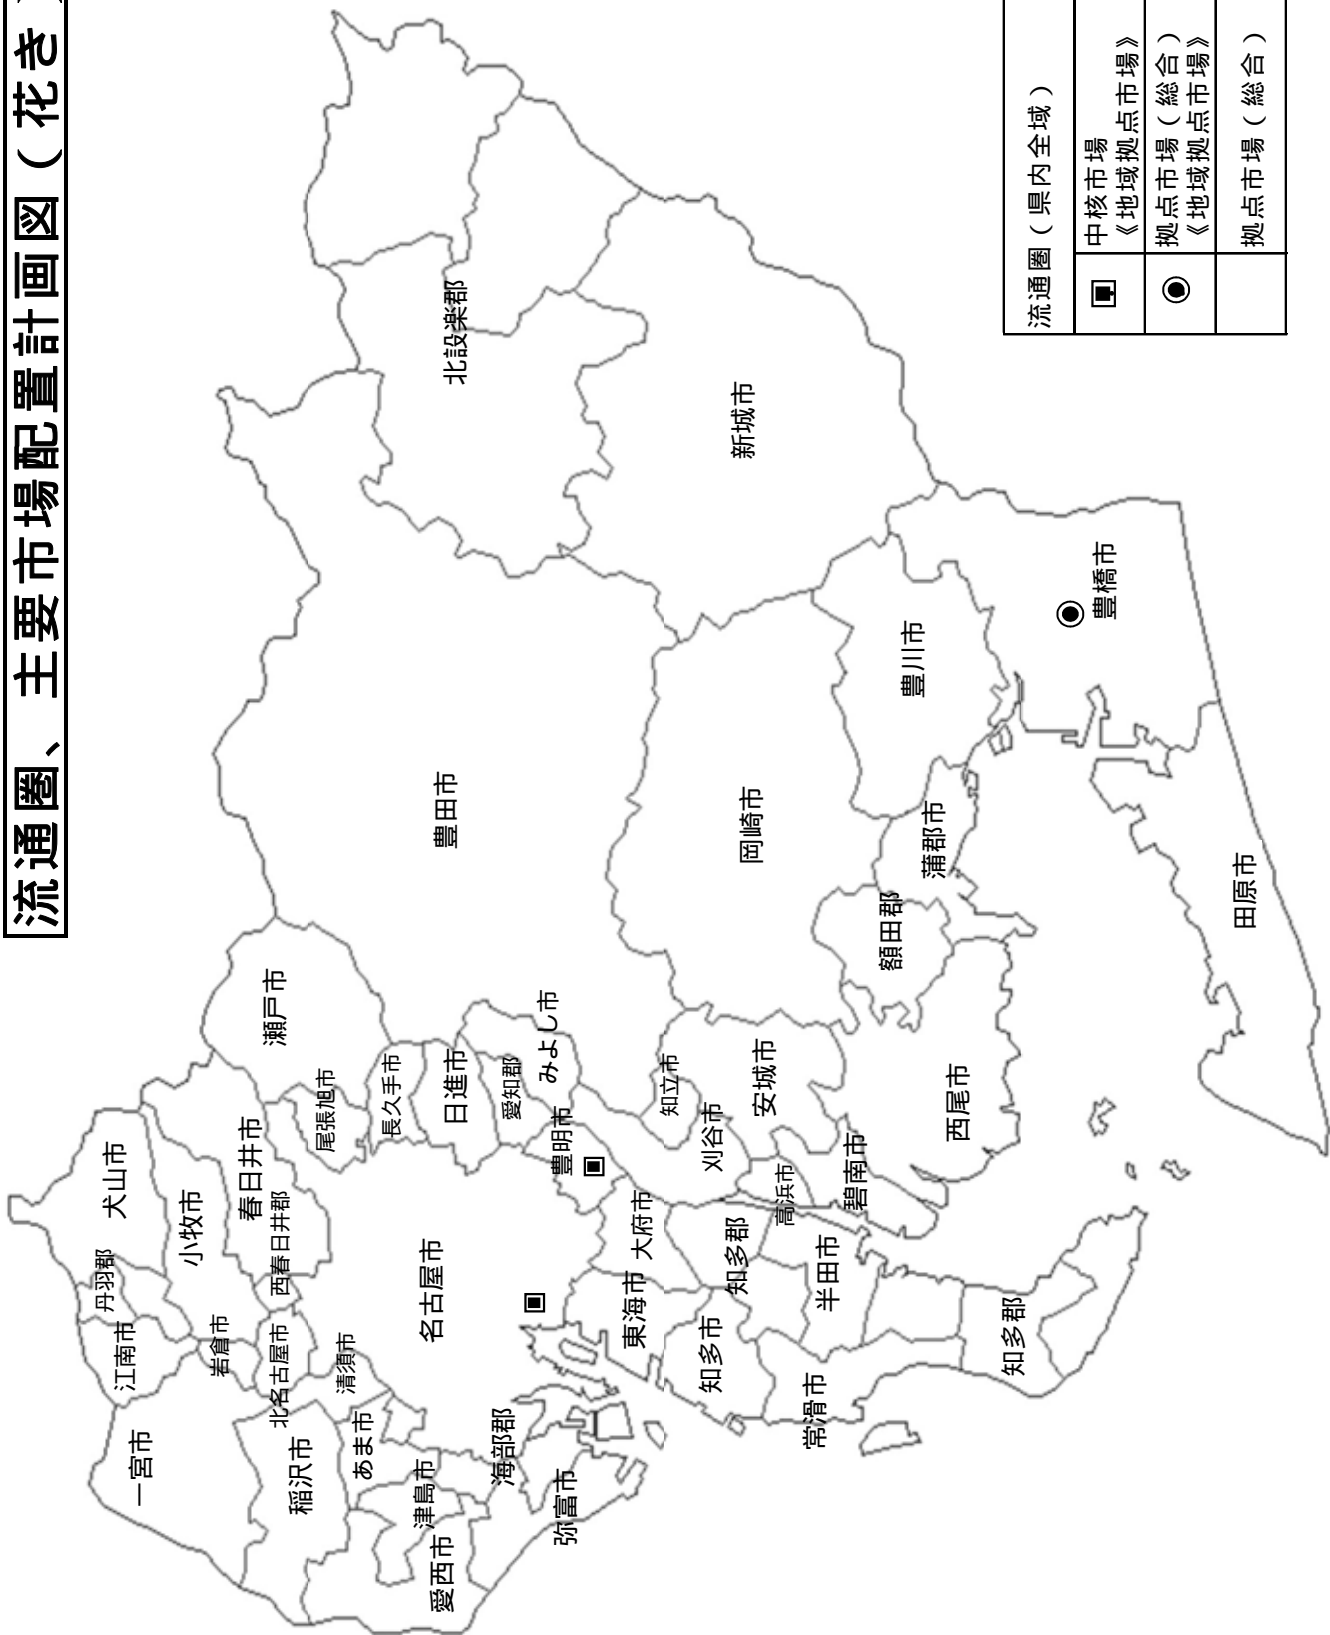 流通圏、主要市場配置計画図（花き）
流通圏（県内全域）
中核市場
《地域拠点市場》
拠点市場（総合）
《地域拠点市場》
拠点市場（総合）
北設楽郡
新城市
豊田市
岡崎市
豊川市
豊橋市
蒲郡市
額田郡
田原市
瀬戸市
尾張旭市
長久手市
日進市
愛知郡
みよし市
豊明市
知立市
刈谷市
安城市
西尾市
碧南市
高浜市
犬山市
小牧市
春日井市
西春日井郡
丹羽郡
江南市
岩倉市
北名古屋市
清須市
名古屋市
大府市
東海市
知多郡
知多市
半田市
常滑市
知多郡
一宮市
稲沢市
あま市
津島市
愛西市
海部郡
弥富市